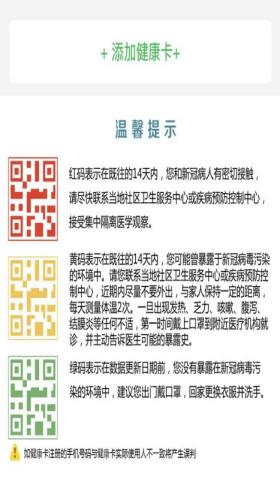 + 添加健康卡+
温馨提示
红码表示在既往的14天内，您和新冠病人有密切接触，
请尽快联系当地社区卫生服务中心或疾病预防控制中心，
接受集中隔离医学观察。
黄码表示在既往的14天内，您可能曾暴露于新冠病毒污染
的环境中。请您联系当地社区卫生服务中心或疾病预防控
制中心，近期内尽量不要外出，与家人保持一定的距离，
每天测量体温2次。一旦出现发热、乏力、咳嗽、腹泻、
结膜炎等任何不适，第一时间戴上口罩到附近医疗机构就
诊，并主动告诉医生可能的暴露史。
绿码表示在数据更新日期前，您没有暴露在新冠病毒污
染的环境中，建议您出门戴口罩，回家更换衣服并洗手。
如健康卡注册的手机号码与健康卡实际使用人不一致将产生误判